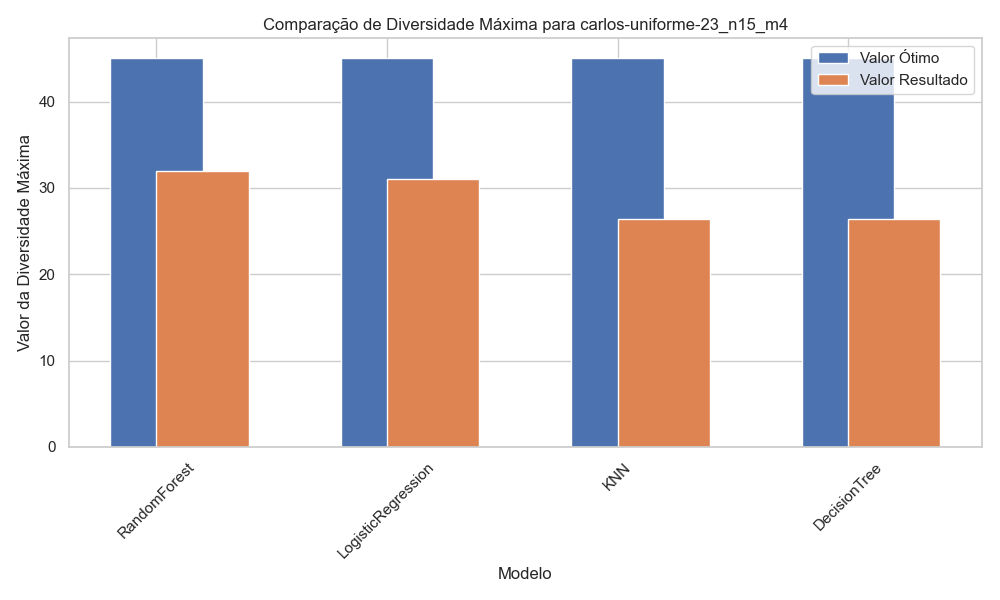 Comparação de Diversidade Máxima para carlos-uniforme-23_n15_m4
Valor Ótimo
Valor Resultado
Valor da Diversidade Máxima
40
30
20
10
0
RandomForest
LogisticRegression
KNN
DecisionTree
Modelo